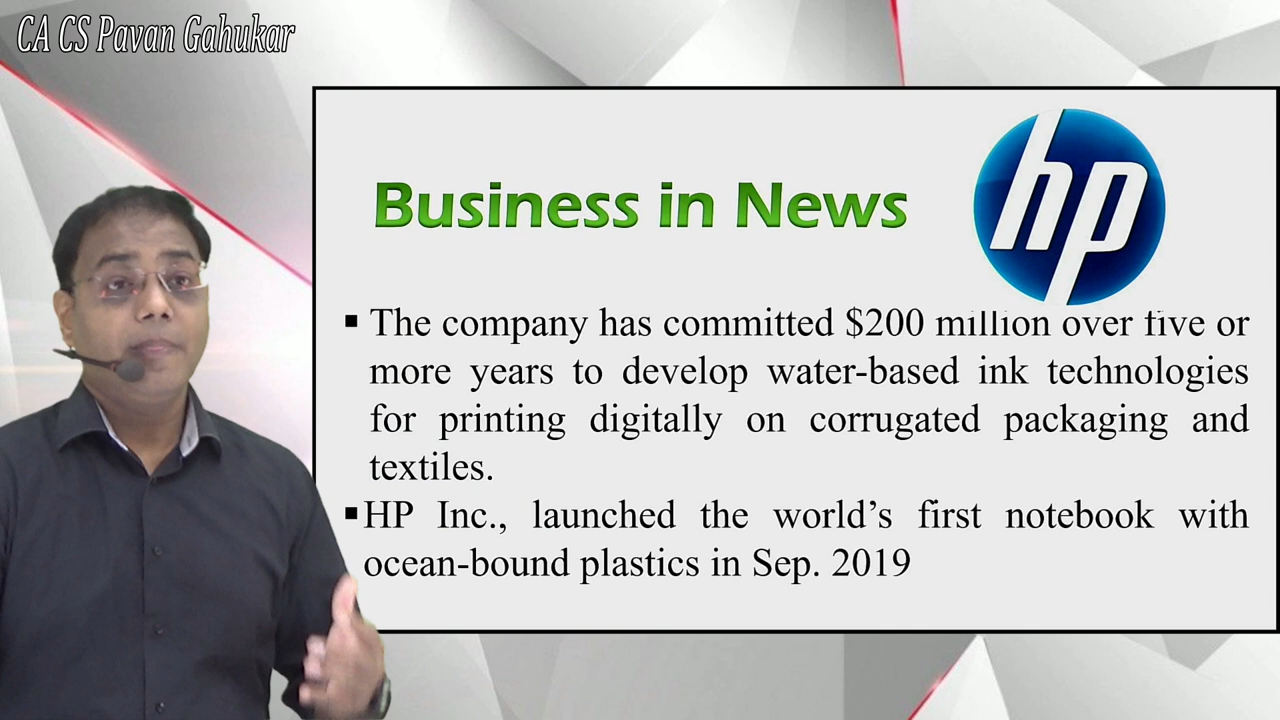 CA CS Pavan Gahukar
hp
Business in News
▪ The company has committed $200 million over five or
more years to develop water-based ink technologies
for printing digitally on corrugated packaging and
textiles.
▪HP Inc., launched the world’s first notebook with
ocean-bound plastics in Sep. 2019